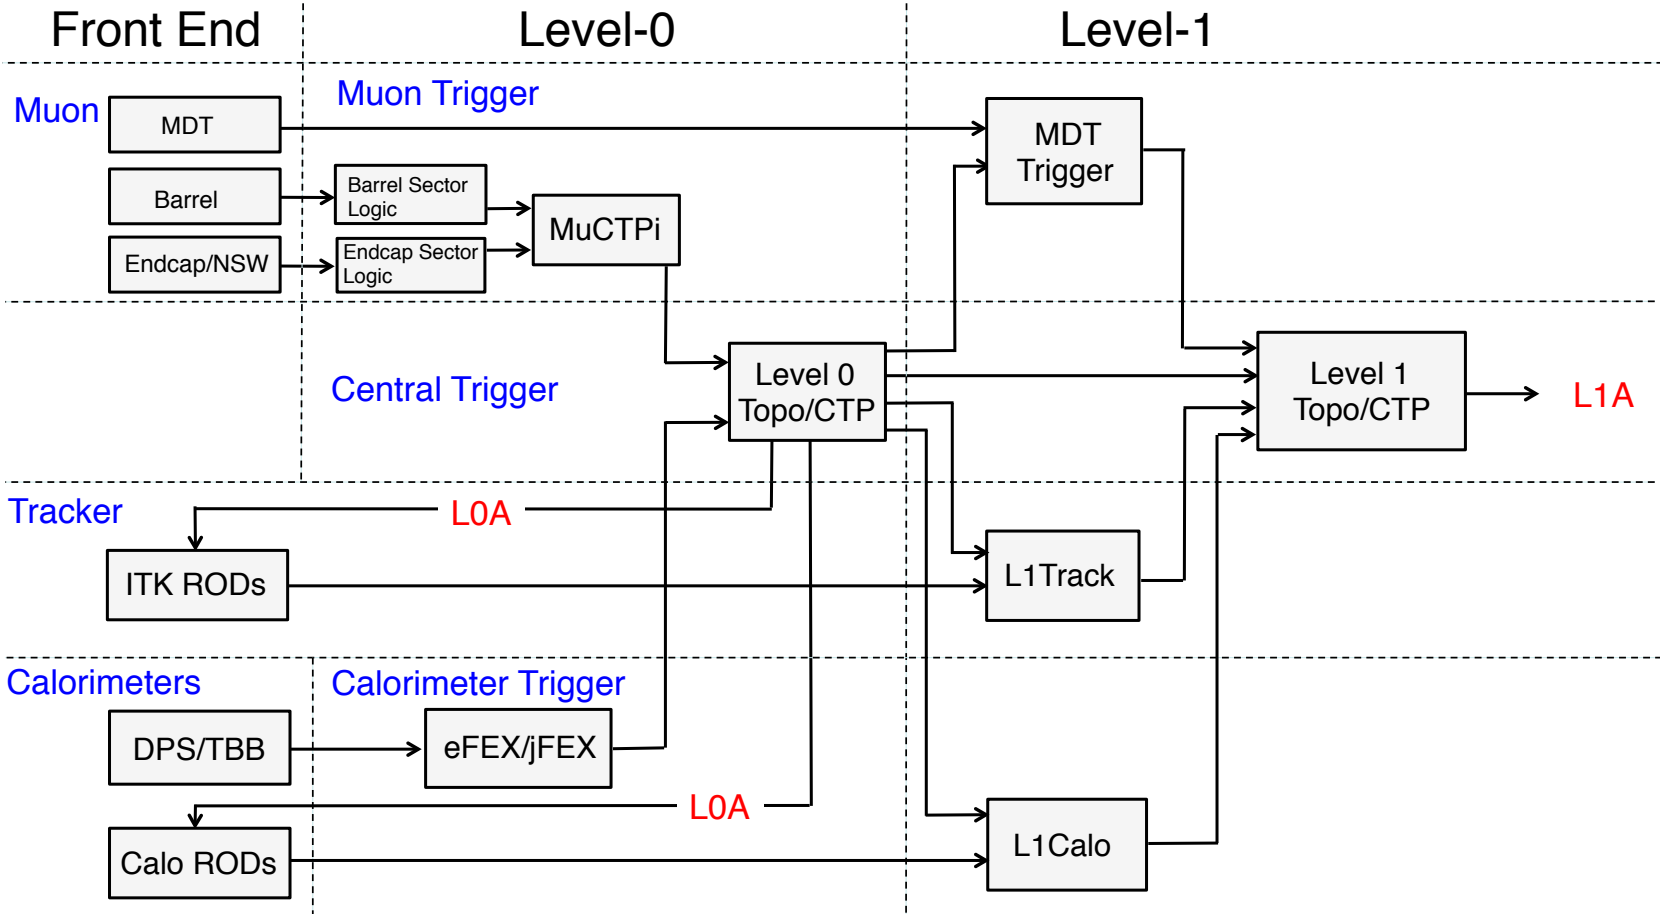 Front End
Level-0
Level-1
Muon
Muon Trigger
MDT
MDT
Trigger
Barrel
Barrel Sector
Logic
MuCTPi
Endcap/NSW
Endcap Sector
Logic
Central Trigger
Level 0
Topo/CTP
Level 1
Topo/CTP
L1A
Tracker
L0A
ITK RODs
L1Track
Calorimeters
Calorimeter Trigger
DPS/TBB
eFEX/jFEX
L0A
Calo RODs
L1Calo